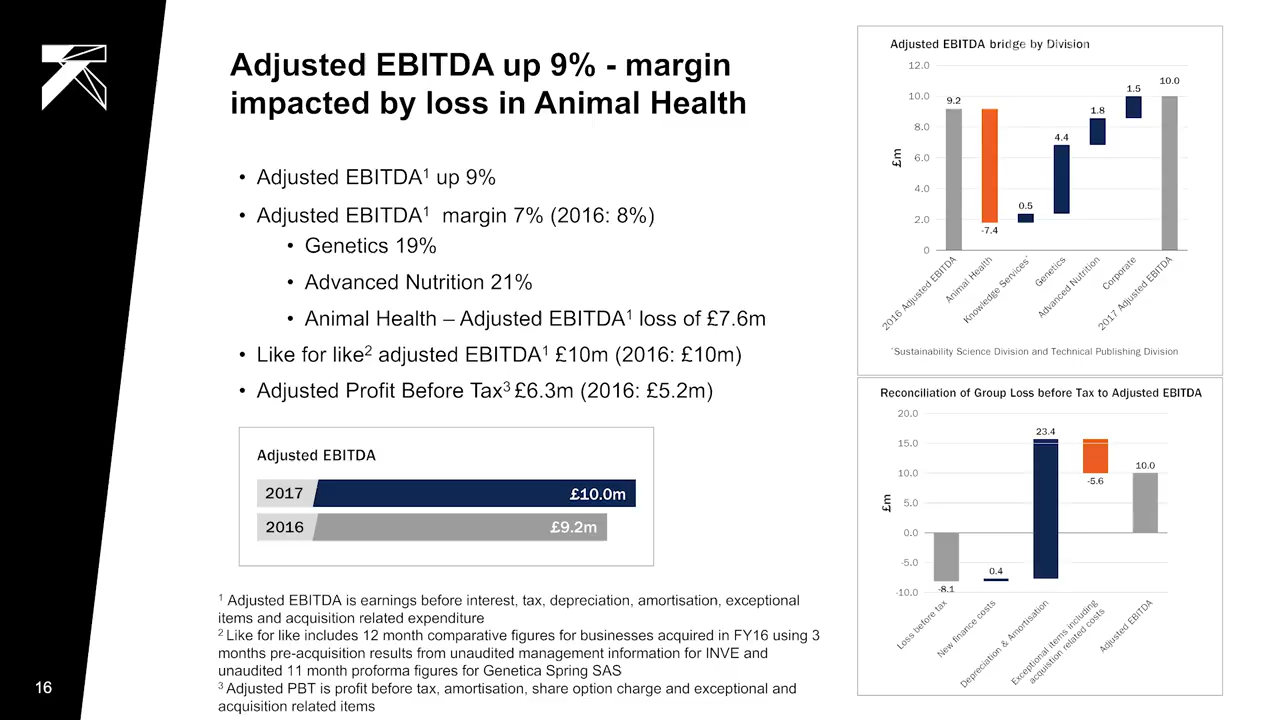 Adjusted EBITDA up 9% - margin
impacted by loss in Animal Health
• Adjusted EBITDA¹ up 9%
• Adjusted EBITDA¹ margin 7% (2016: 8%)
• Genetics 19%
• Advanced Nutrition 21%
• Animal Health – Adjusted EBITDA¹ loss of £7.6m
• Like for like² adjusted EBITDA¹ £10m (2016: £10m)
• Adjusted Profit Before Tax³ £6.3m (2016: £5.2m)
Adjusted EBITDA
2017 £10.0m
2016 £9.2m
¹ Adjusted EBITDA is earnings before interest, tax, depreciation, amortisation, exceptional
items and acquisition related expenditure
² Like for like includes 12 month comparative figures for businesses acquired in FY16 using 3
months pre-acquisition results from unaudited management information for INVE and
unaudited 11 month proforma figures for Genetica Spring SAS
³ Adjusted PBT is profit before tax, amortisation, share option charge and exceptional and
acquisition related items
16
Adjusted EBITDA bridge by Division
£m
12.0
10.0
8.0
6.0
4.0
2.0
0
9.2
-7.4
0.5
4.4
1.8
1.5
10.0
2016 Adjusted EBITDA
Animal Health
Knowledge Services*
Genetics
Advanced Nutrition
Corporate
2017 Adjusted EBITDA
*Sustainability Science Division and Technical Publishing Division
Reconciliation of Group Loss before Tax to Adjusted EBITDA
£m
20.0
15.0
10.0
5.0
0.0
-5.0
-10.0
-8.1
0.4
23.4
-5.6
10.0
Loss before tax
New finance costs
Depreciation & Amortisation
Exceptional items including
acquistion related costs
Adjusted EBITDA